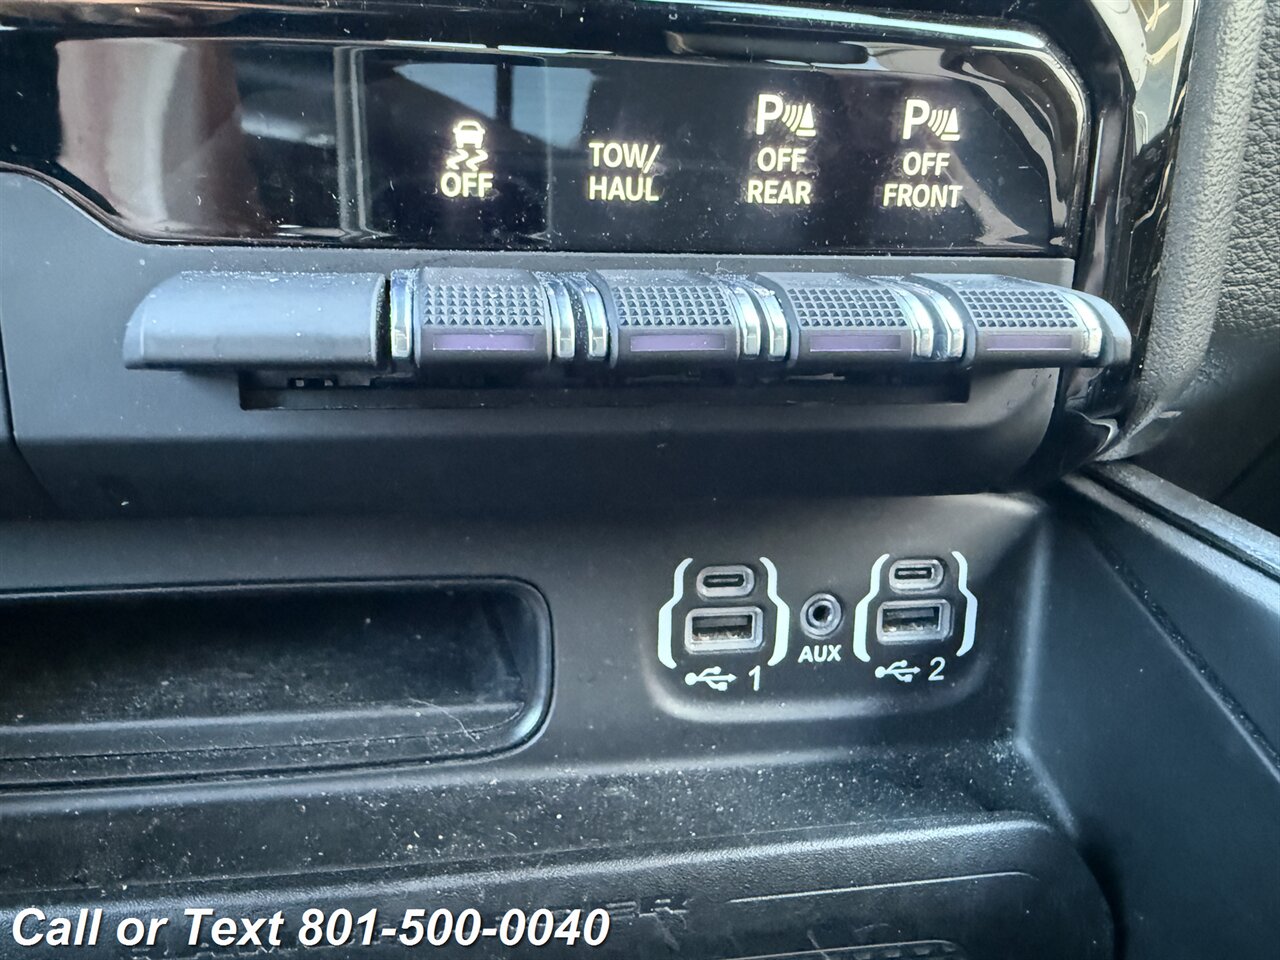 OFF
TOW/
HAUL
P
OFF
REAR
P
OFF
FRONT
1
AUX
2
Call or Text 801-500-0040